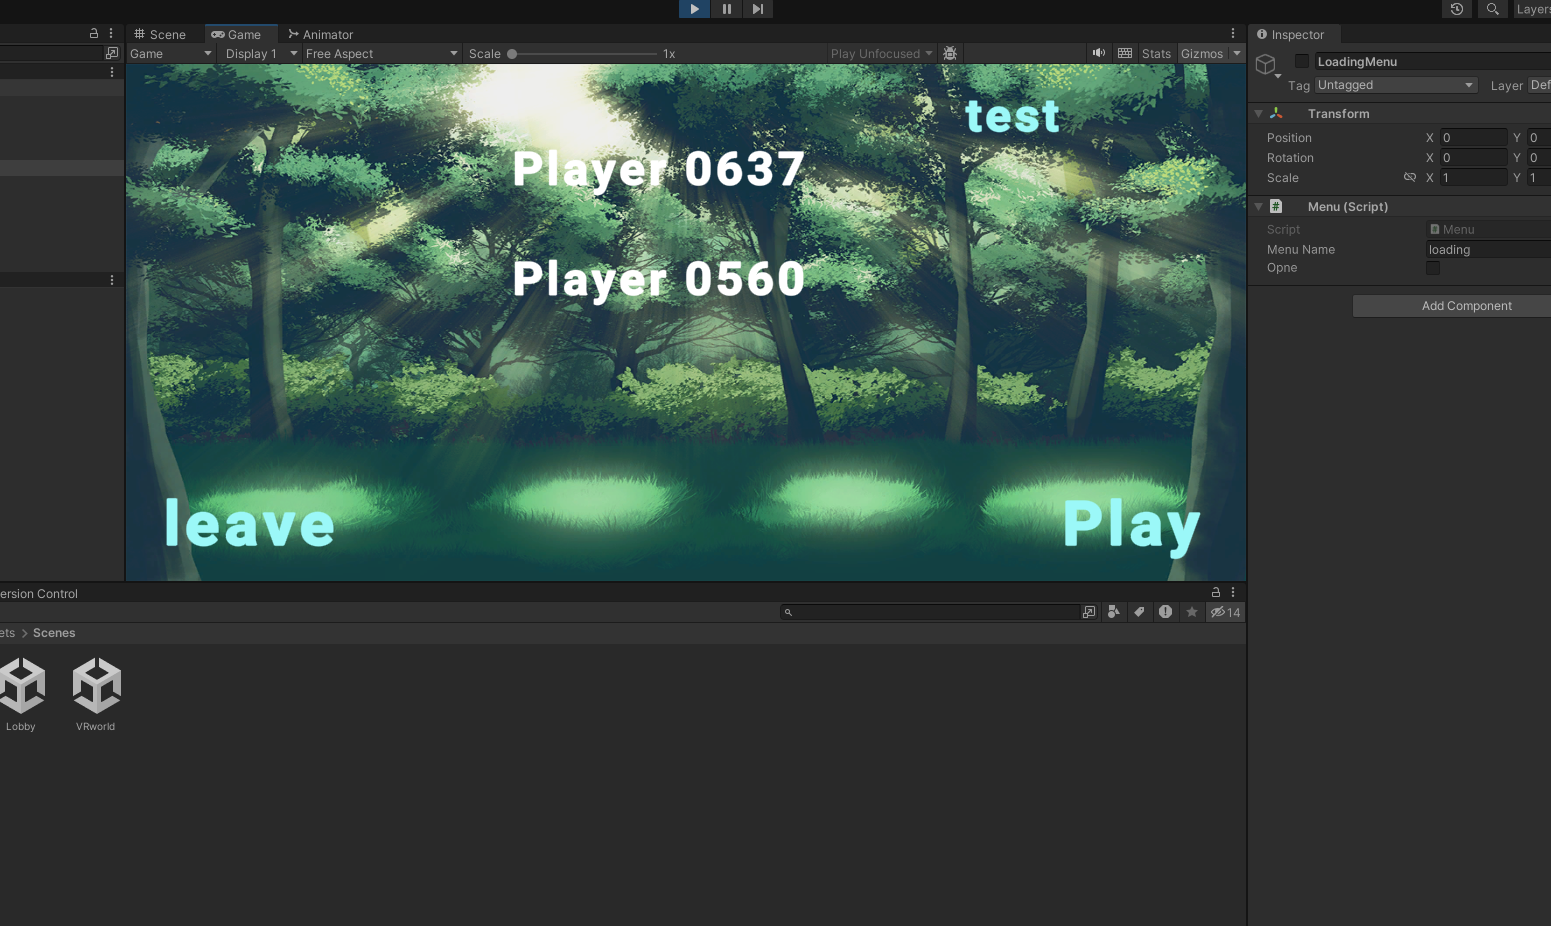 Layers
Scene
Game
Animator
Inspector
Game
Display 1
Free Aspect
Scale
1x
Play Unfocused
Stats
Gizmos
LoadingMenu
Tag Untagged
Layer Def
test
Player 0637
Player 0560
leave
Play
Transform
Position X 0 Y 0
Rotation X 0 Y 0
Scale X 1 Y 1
# Menu (Script)
Script Menu
Menu Name loading
Opne
Add Component
ersion Control
14
ets > Scenes
Lobby
VRworld